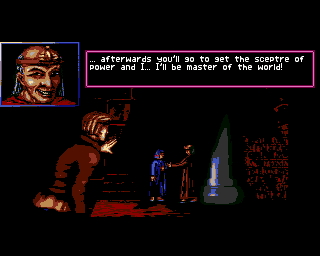 ... afterwards you'll go to get the sceptre of
power and I... I'll be master of the world!